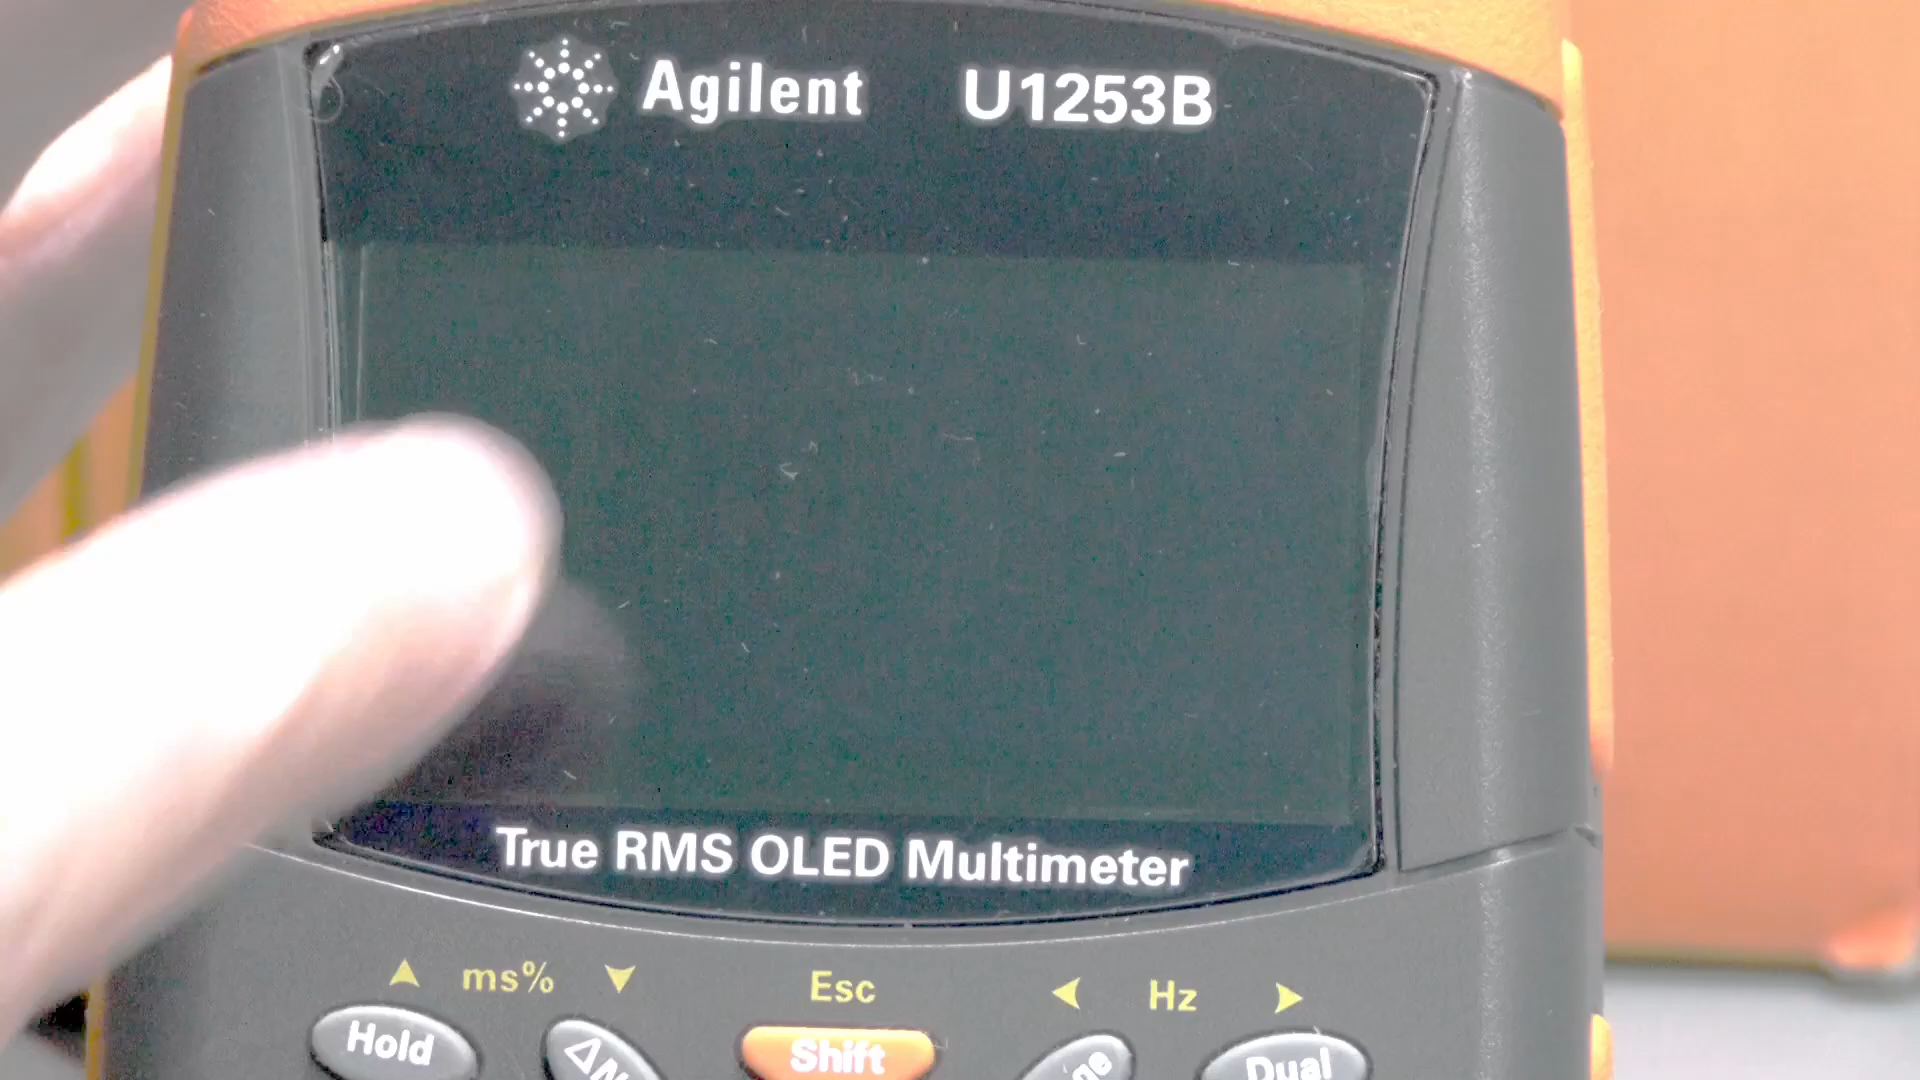 Agilent U1253B
True RMS OLED Multimeter
ms% Esc Hz
Hold Shift Dual